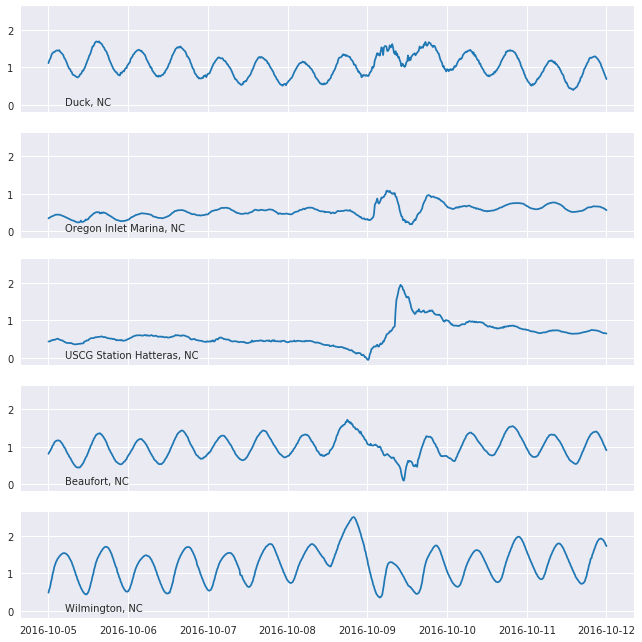 2
1
0
Duck, NC
2
1
0
Oregon Inlet Marina, NC
2
1
0
USCG Station Hatteras, NC
2
1
0
Beaufort, NC
2
1
0
Wilmington, NC
2016-10-05 2016-10-06 2016-10-07 2016-10-08 2016-10-09 2016-10-10 2016-10-11 2016-10-12